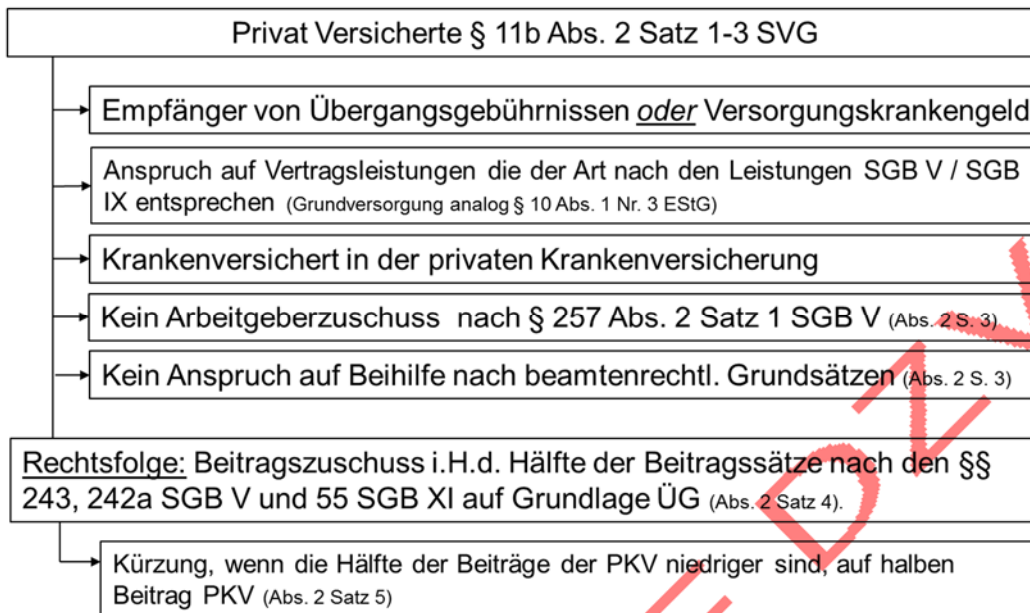 Privat Versicherte § 11b Abs. 2 Satz 1-3 SVG
Empfänger von Übergangsgebührnissen oder Versorgungskrankengeld
Anspruch auf Vertragsleistungen die der Art nach den Leistungen SGB V / SGB
IX entsprechen (Grundversorgung analog § 10 Abs. 1 Nr. 3 EStG)
Krankenversichert in der privaten Krankenversicherung
Kein Arbeitgeberzuschuss nach § 257 Abs. 2 Satz 1 SGB V (Abs. 2 S. 3)
Kein Anspruch auf Beihilfe nach beamtenrechtl. Grundsätzen (Abs. 2 S. 3)
Rechtsfolge: Beitragszuschuss i.H.d. Hälfte der Beitragssätze nach den §§
243, 242a SGB V und 55 SGB XI auf Grundlage ÜG (Abs. 2 Satz 4).
Kürzung, wenn die Hälfte der Beiträge der PKV niedriger sind, auf halben
Beitrag PKV (Abs. 2 Satz 5)